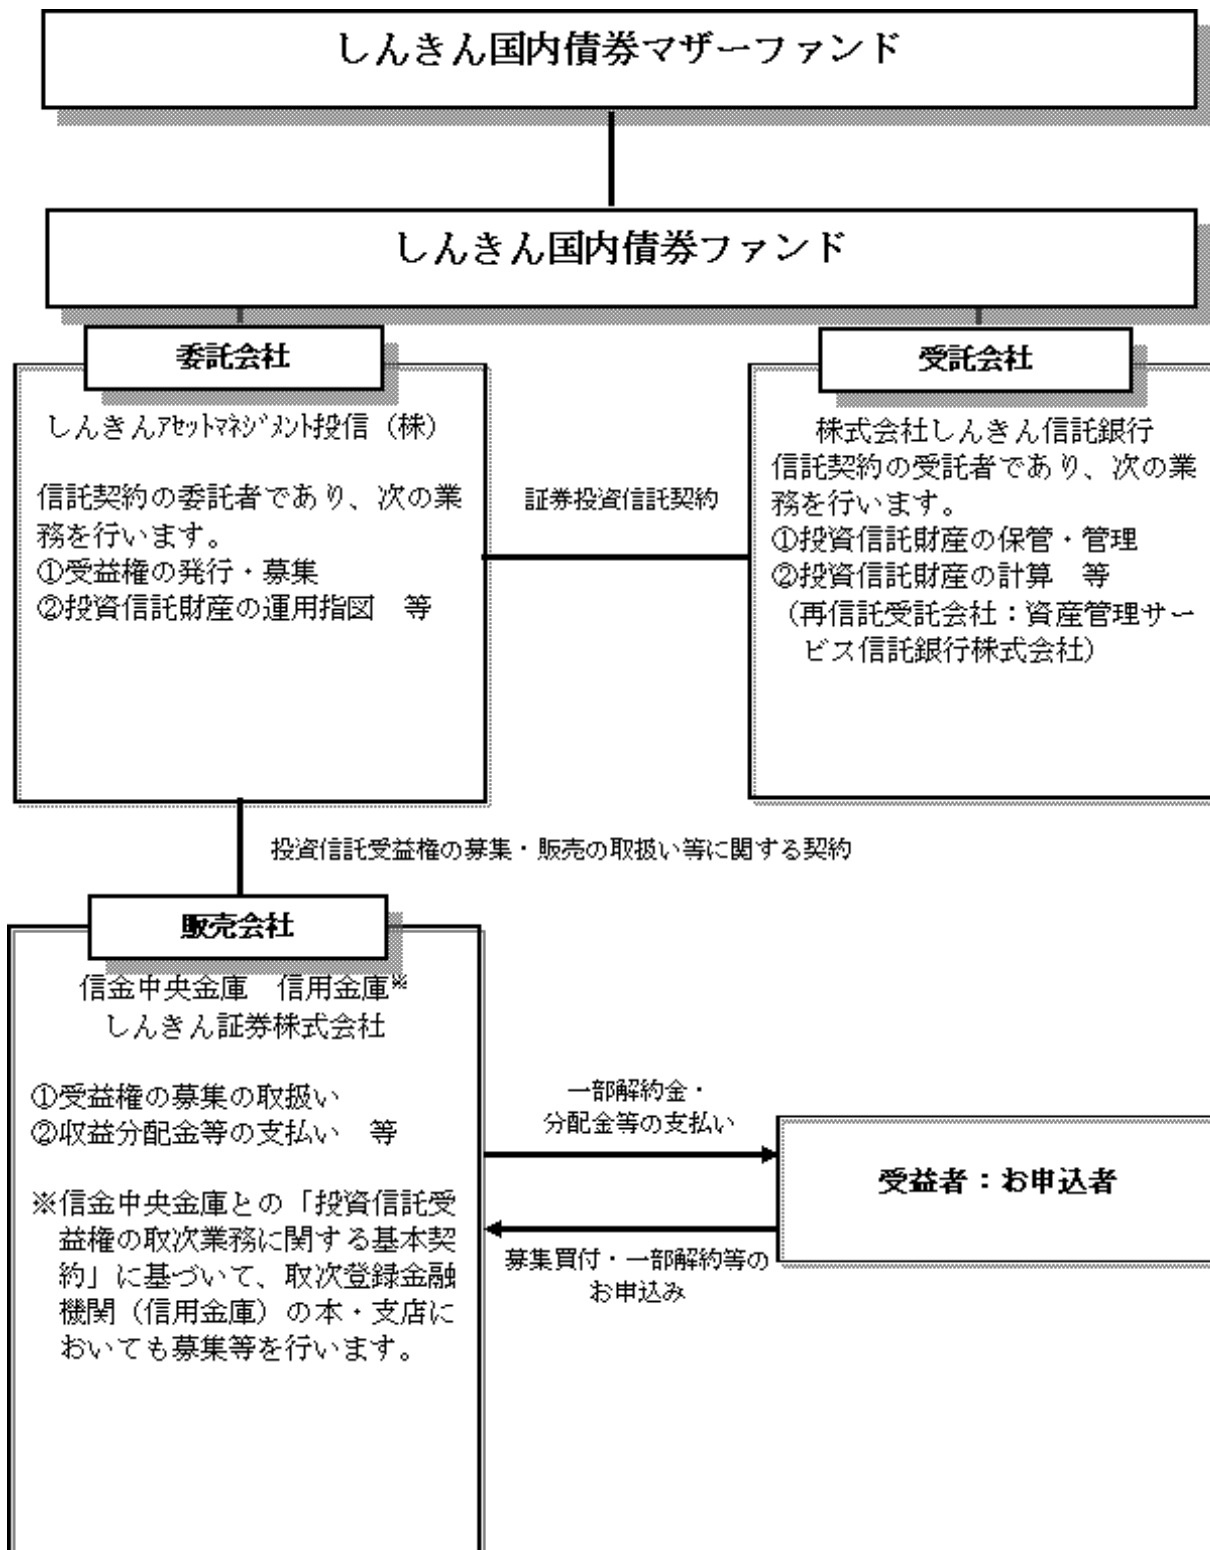 しんきん国内債券マザーファンド
しんきん国内債券ファンド
委託会社
しんきんｱｾｯﾄﾏﾈｼﾞﾒﾝﾄ投信（株）
信託契約の委託者であり、次の業
務を行います。
①受益権の発行・募集
②投資信託財産の運用指図　等
証券投資信託契約
受託会社
株式会社しんきん信託銀行
信託契約の受託者であり、次の業
務を行います。
①投資信託財産の保管・管理
②投資信託財産の計算　等
（再信託受託会社：資産管理サー
ビス信託銀行株式会社）
投資信託受益権の募集・販売の取扱い等に関する契約
販売会社
信金中央金庫　信用金庫※
しんきん証券株式会社
①受益権の募集の取扱い
②収益分配金等の支払い　等
※信金中央金庫との「投資信託受
益権の取次業務に関する基本契
約」に基づいて、取次登録金融
機関（信用金庫）の本・支店に
おいても募集等を行います。
一部解約金・
分配金等の支払い
募集買付・一部解約等の
お申込み
受益者：お申込者